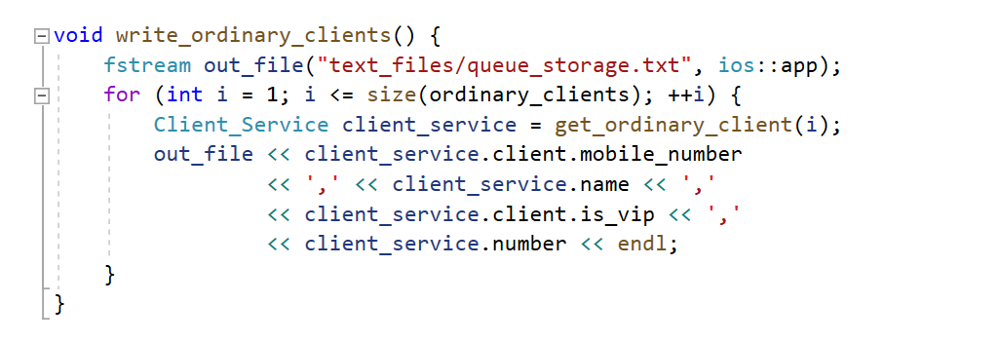 void write_ordinary_clients() {
    fstream out_file("text_files/queue_storage.txt", ios::app);
    for (int i = 1; i <= size(ordinary_clients); ++i) {
        Client_Service client_service = get_ordinary_client(i);
        out_file << client_service.client.mobile_number
                 << ',' << client_service.name << ','
                 << client_service.client.is_vip << ','
                 << client_service.number << endl;
    }
}